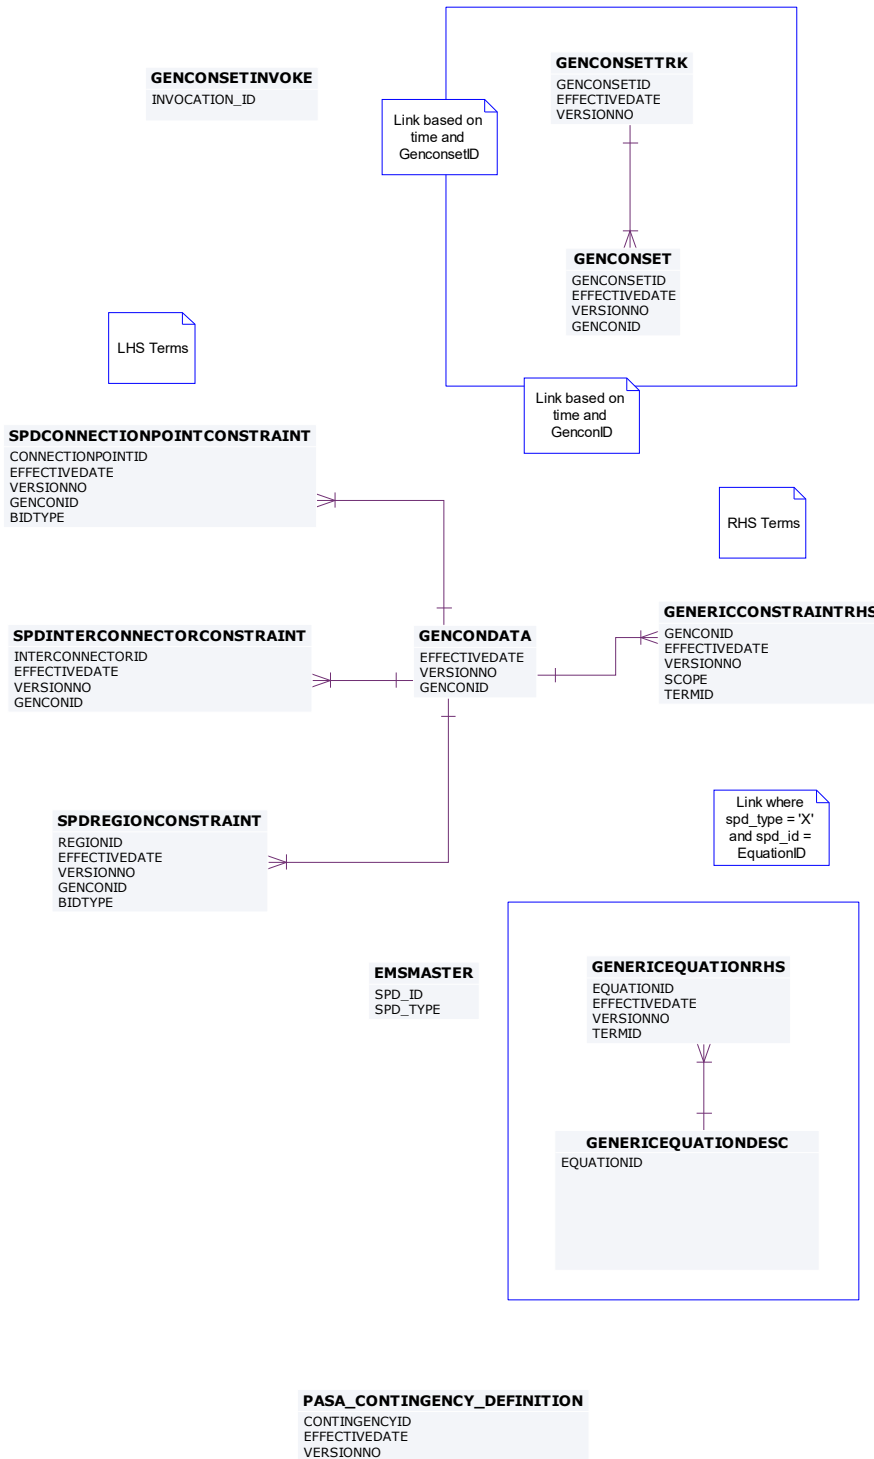 GENCONSETINVOKE
INVOCATION_ID
GENCONSETTRK
GENCONSETID
EFFECTIVEDATE
VERSIONNO
Link based on
time and
GenconsetID
GENCONSET
GENCONSETID
EFFECTIVEDATE
VERSIONNO
GENCONID
LHS Terms
Link based on
time and
GenconID
SPDCONNECTIONPOINTCONSTRAINT
CONNECTIONPOINTID
EFFECTIVEDATE
VERSIONNO
GENCONID
BIDTYPE
RHS Terms
SPDINTERCONNECTORCONSTRAINT
INTERCONNECTORID
EFFECTIVEDATE
VERSIONNO
GENCONID
GENCONDATA
EFFECTIVEDATE
VERSIONNO
GENCONID
GENERICCONSTRAINTRHS
GENCONID
EFFECTIVEDATE
VERSIONNO
SCOPE
TERMID
SPDREGIONCONSTRAINT
REGIONID
EFFECTIVEDATE
VERSIONNO
GENCONID
BIDTYPE
Link where
spd_type = 'X'
and spd_id =
EquationID
EMSMASTER
SPD_ID
SPD_TYPE
GENERICEQUATIONRHS
EQUATIONID
EFFECTIVEDATE
VERSIONNO
TERMID
GENERICEQUATIONDESC
EQUATIONID
PASA_CONTINGENCY_DEFINITION
CONTINGENCYID
EFFECTIVEDATE
VERSIONNO